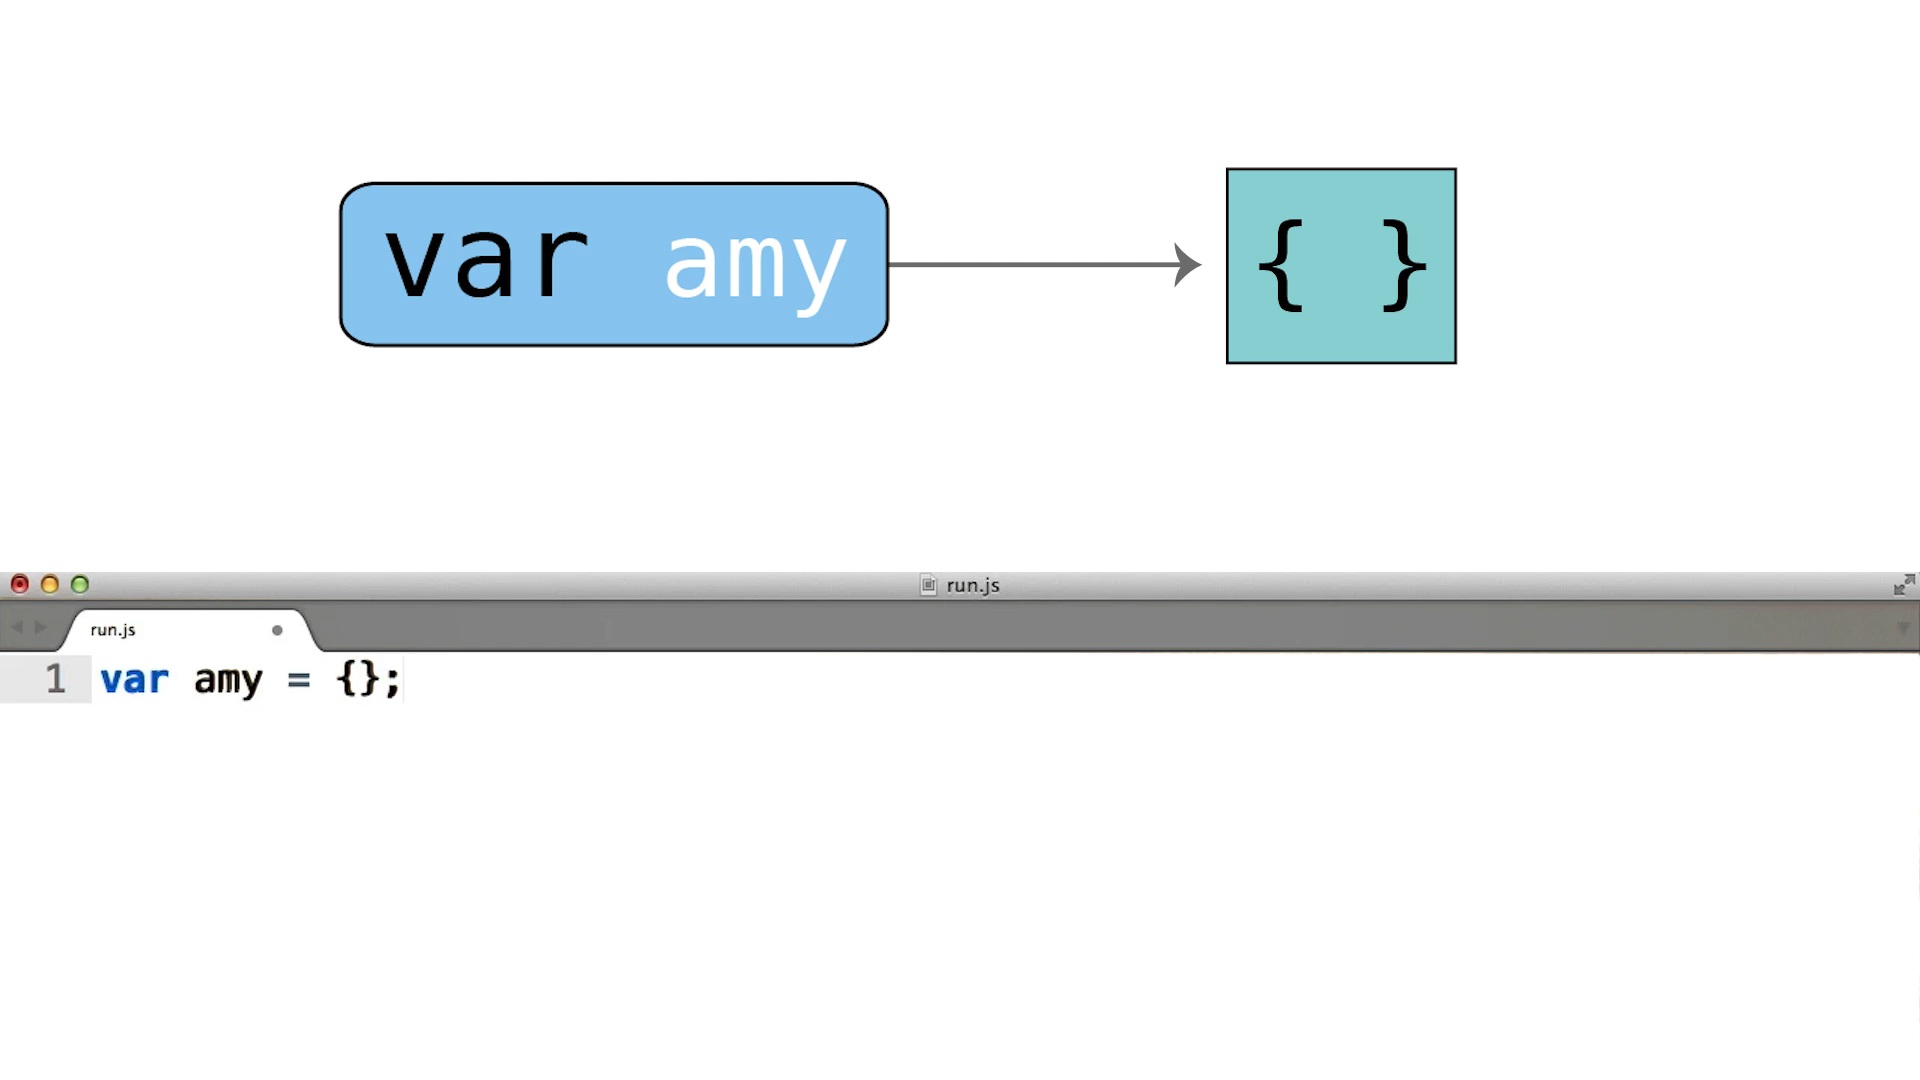 var amy
{ }
run.js
run.js
1 var amy = {};